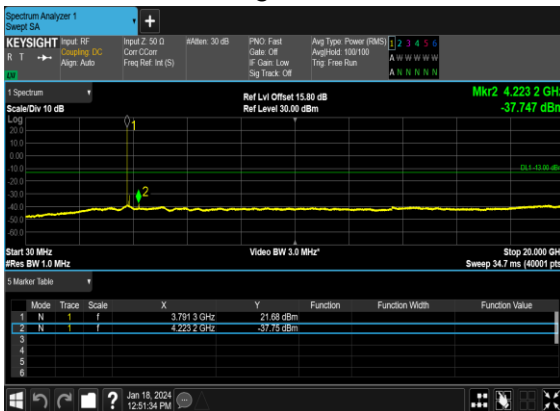 Spectrum Analyzer 1
Swept SA
KEYSIGHT
R T
Input: RF
Coupling: DC
Align: Auto
Input Z: 50 Ω
Corr CCorr
Freq Ref: Int (S)
#Atten: 30 dB
PNO: Fast
Gate: Off
IF Gain: Low
Sig Track: Off
Avg Type: Power (RMS)
Avg|Hold: 100/100
Trig: Free Run
1 2 3 4 5 6
A W W W W W
A N N N N N
LV
1 Spectrum
Scale/Div 10 dB
Ref Lvl Offset 15.80 dB
Ref Level 30.00 dBm
Mkr2 4.223 2 GHz
-37.747 dBm
Log
20.0
10.0
0.00
-10.0
-20.0
-30.0
-40.0
-50.0
-60.0
1
2
DL1 -13.00 dBm
Start 30 MHz
#Res BW 1.0 MHz
Video BW 3.0 MHz*
Stop 20.000 GH
Sweep 34.7 ms (40001 pts
5 Marker Table
Mode Trace Scale X Y Function Function Width Function Value
1 N 1 f 3.791 3 GHz 21.68 dBm
2 N 1 f 4.223 2 GHz -37.75 dBm
3
4
5
6
?
Jan 18, 2024
12:51:34 PM